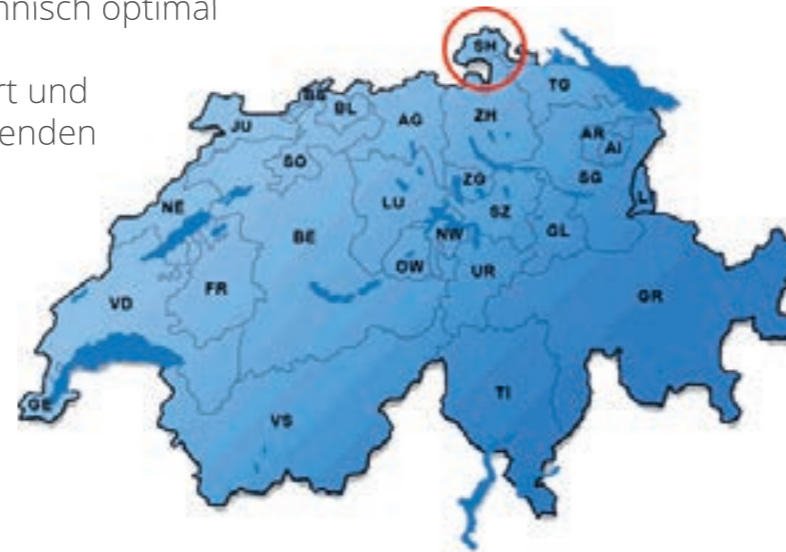 nnisch optimal
rt und
enden
SH
TG
BS
BL
AG
ZH
JU
AR
AI
SO
ZG
SG
NE
LU
SZ
LI
BE
NW
GL
OW
UR
FR
GR
VD
TI
GE
VS